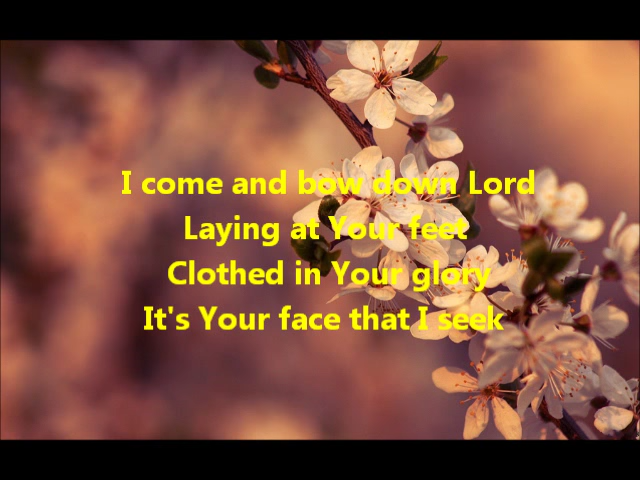 I come and bow down Lord
Laying at Your feet
Clothed in Your glory
It's Your face that I seek